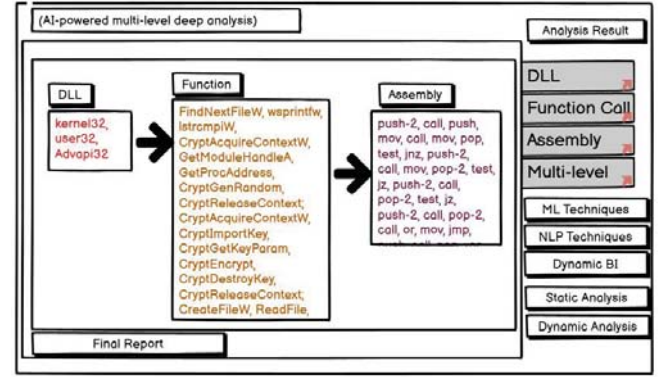 (AI-powered multi-level deep analysis)
DLL
kernel32,
user32,
Advapi32
Function
FindNextFileW, wsprintfw,
lstrcmpiW,
CryptAcquireContextW,
GetModuleHandleA,
GetProcAddress,
CryptGenRandom,
CryptReleaseContext;
CryptAcquireContextW,
CryptImportKey,
CryptGetKeyParam,
CryptEncrypt,
CryptDestroyKey,
CryptReleaseContext;
CreateFileW, ReadFile,
Assembly
push-2, call, push,
mov, call, mov, pop,
test, jnz, push-2,
call, mov, pop-2, test,
jz, push-2, call,
pop-2, test, jz,
push-2, call, pop-2,
call, or, mov, jmp,
Final Report
Analysis Result
DLL
Function Call
Assembly
Multi-level
ML Techniques
NLP Techniques
Dynamic BI
Static Analysis
Dynamic Analysis